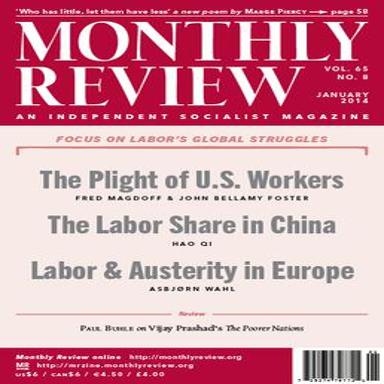 'Who has little, let them have less' a new poem by Marge Piercy → page 58
MONTHLY
REVIEW
VOL. 65
NO. 8
JANUARY
2014
AN INDEPENDENT SOCIALIST MAGAZINE
FOCUS ON LABOR'S GLOBAL STRUGGLES
The Plight of U.S. Workers
FRED MAGDOFF & JOHN BELLAMY FOSTER
The Labor Share in China
HAO QI
Labor & Austerity in Europe
ASBJØRN WAHL
Review
Paul Buhle on Vijay Prashad's The Poorer Nations
Monthly Review online http://monthlyreview.org
MR http://mrzine.monthlyreview.org
US$6 / CAN$6 / €4.50 / £4.00